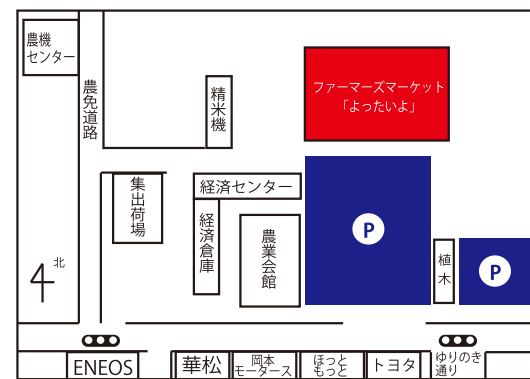 農機
センター
農免道路
精米機
ファーマーズマーケット
「よったいよ」
集出荷場
経済センター
経済倉庫
農業会館
P
植木
P
北
ENEOS
華松
岡本
モータース
ほっと
もっと
トヨタ
ゆりのき
通り